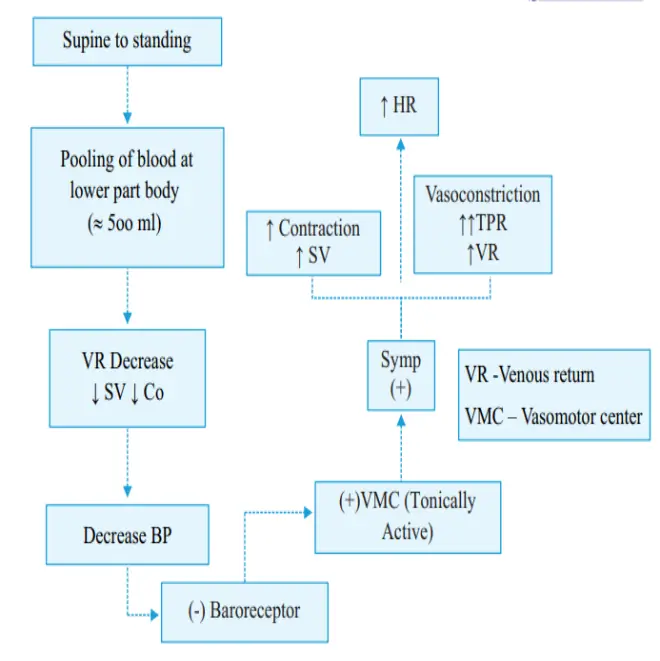 Supine to standing
Pooling of blood at
lower part body
(≈ 5oo ml)
VR Decrease
↓ SV ↓ Co
Decrease BP
(-) Baroreceptor
(+)VMC (Tonically
Active)
Symp
(+)
↑ Contraction
↑ SV
↑ HR
Vasoconstriction
↑↑TPR
↑VR
VR -Venous return
VMC – Vasomotor center